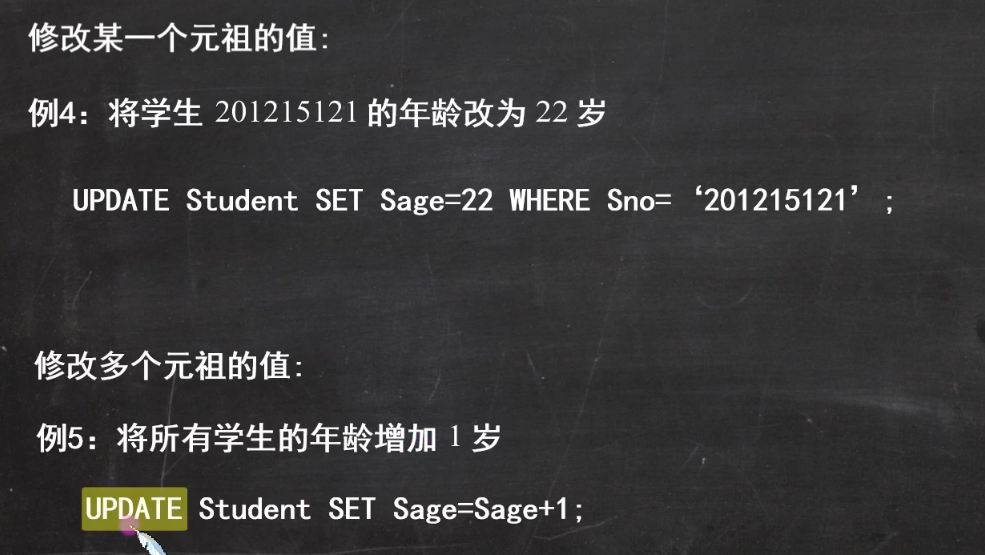 修改某一个元祖的值:
例4：将学生 201215121 的年龄改为 22 岁
UPDATE Student SET Sage=22 WHERE Sno=‘201215121’;
修改多个元祖的值:
例5：将所有学生的年龄增加 1 岁
UPDATE Student SET Sage=Sage+1;